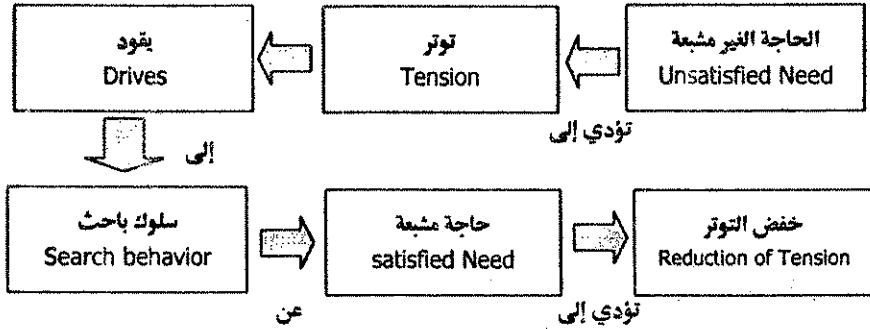 الحاجة الغير مشبعة
Unsatisfied Need
تؤدي إلى
توتر
Tension
يقود
Drives
إلى
سلوك باحث
Search behavior
عن
حاجة مشبعة
satisfied Need
تؤدي إلى
خفض التوتر
Reduction of Tension